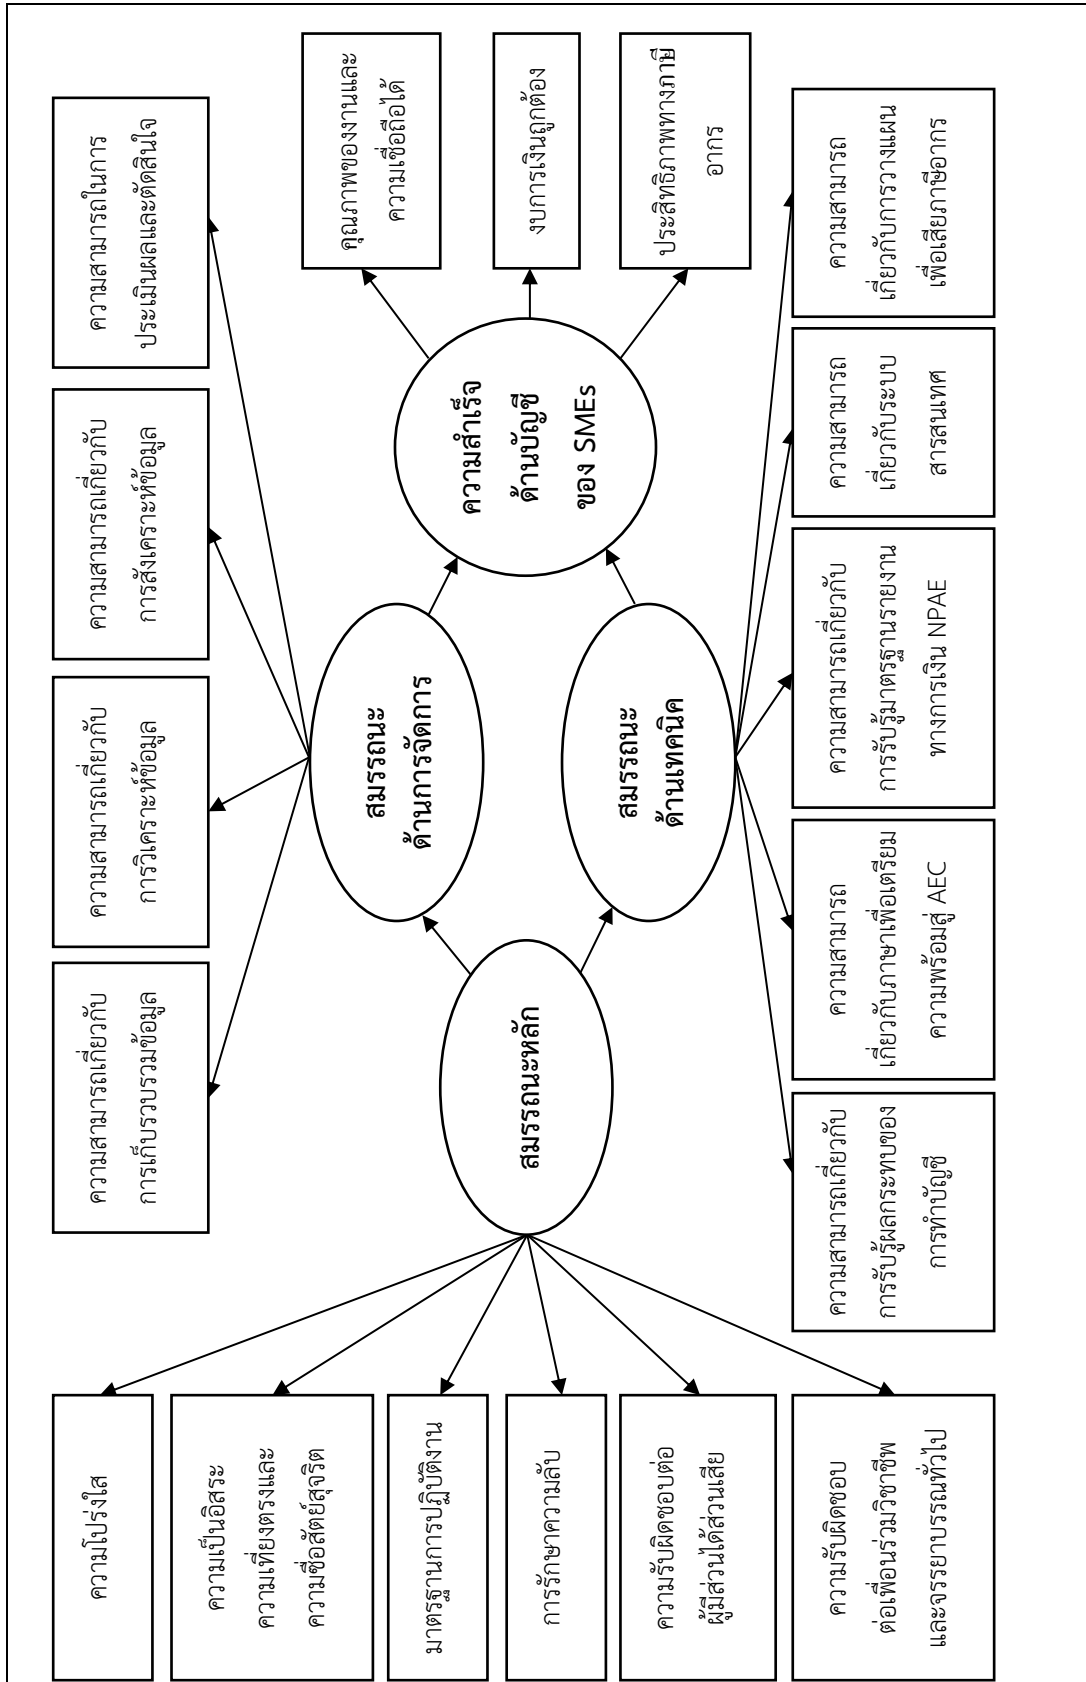 ความโปร่งใส
ความเป็นอิสระ
ความเที่ยงตรงและ
ความซื่อสัตย์สุจริต
มาตรฐานการปฏิบัติงาน
การรักษาความลับ
ความรับผิดชอบต่อ
ผู้มีส่วนได้ส่วนเสีย
ความรับผิดชอบ
ต่อเพื่อนร่วมวิชาชีพ
และจรรยาบรรณทั่วไป
สมรรถนะหลัก
ความสามารถเกี่ยวกับ
การเก็บรวบรวมข้อมูล
ความสามารถเกี่ยวกับ
การวิเคราะห์ข้อมูล
ความสามารถเกี่ยวกับ
การสังเคราะห์ข้อมูล
ความสามารถในการ
ประเมินผลและตัดสินใจ
สมรรถนะ
ด้านการจัดการ
สมรรถนะ
ด้านเทคนิค
ความสามารถเกี่ยวกับ
การรับรู้ผลกระทบของ
การทำบัญชี
ความสามารถ
เกี่ยวกับภาษาเพื่อเตรียม
ความพร้อมสู่ AEC
ความสามารถเกี่ยวกับ
การรับรู้มาตรฐานรายงาน
ทางการเงิน NPAE
ความสามารถ
เกี่ยวกับระบบ
สารสนเทศ
ความสามารถ
เกี่ยวกับการวางแผน
เพื่อเสียภาษีอากร
ความสำเร็จ
ด้านบัญชี
ของ SMEs
คุณภาพของงานและ
ความเชื่อถือได้
งบการเงินถูกต้อง
ประสิทธิภาพทางภาษี
อากร